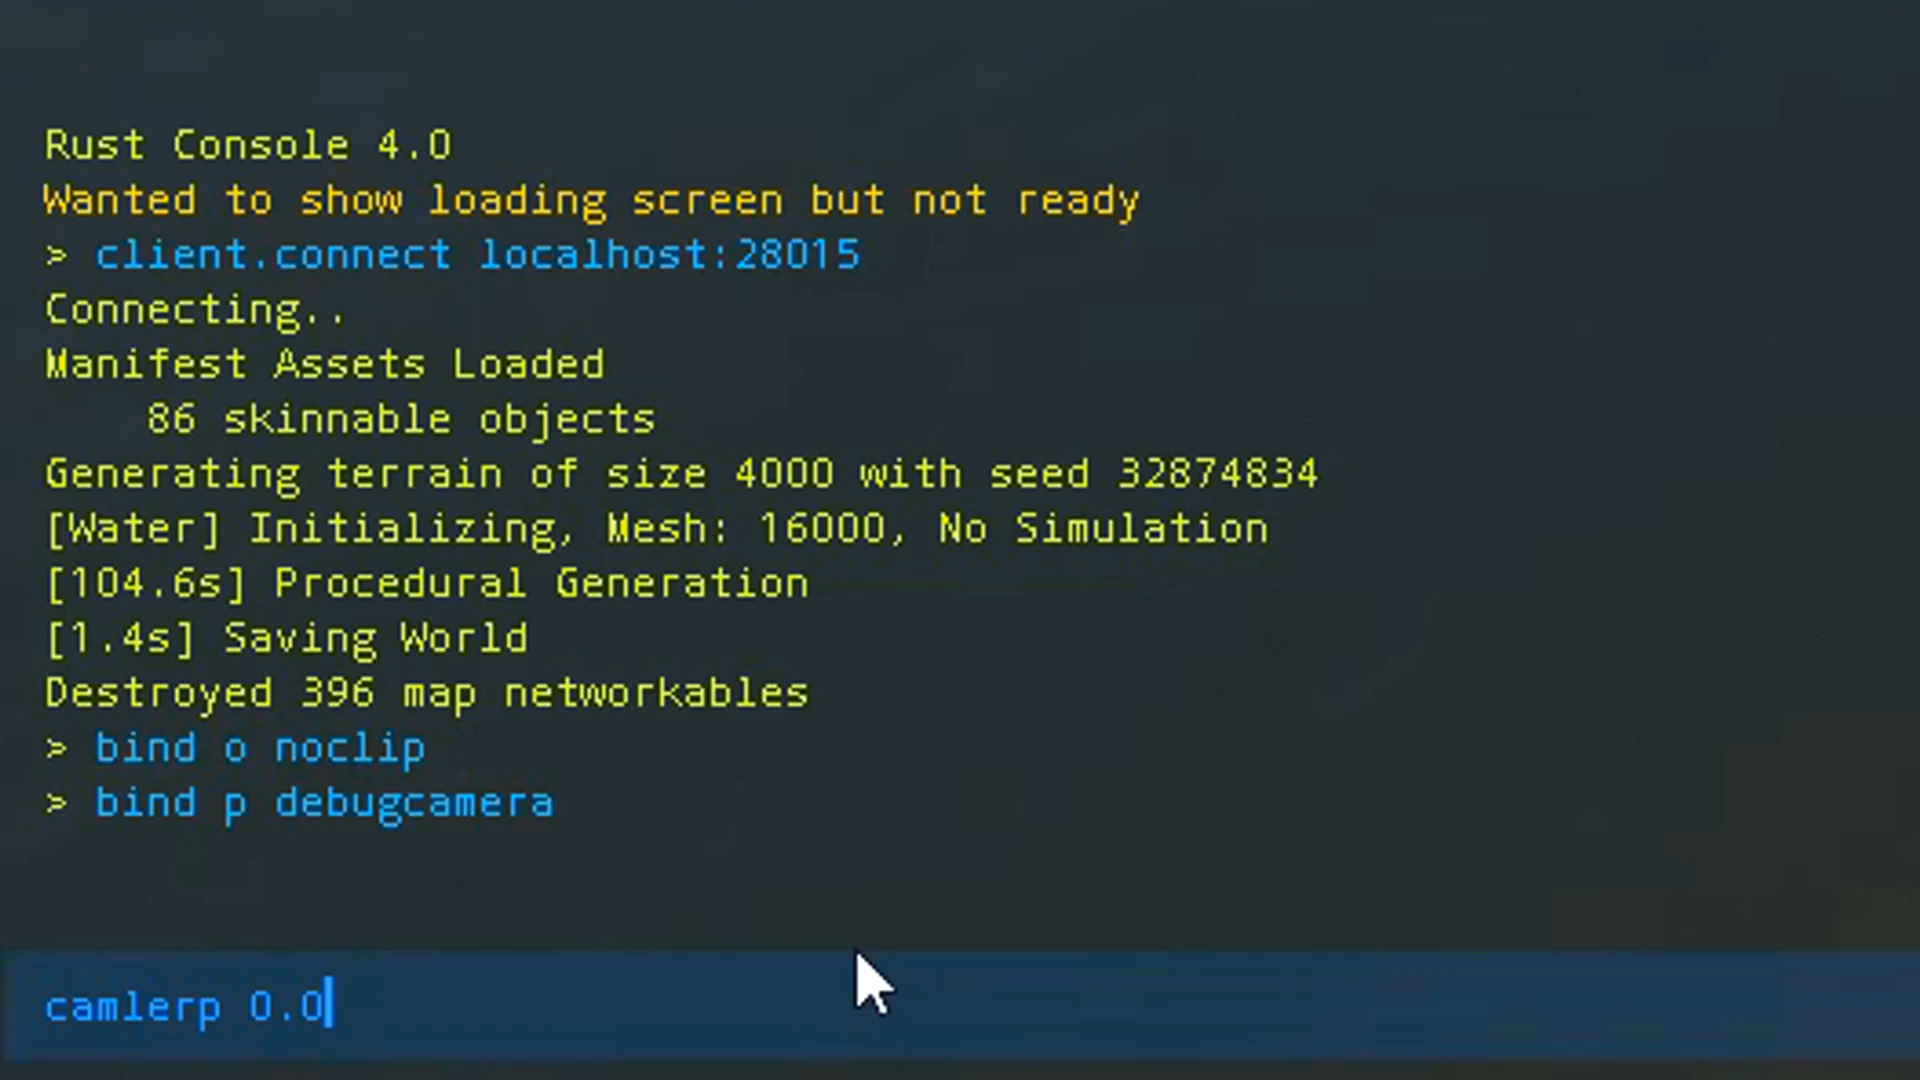 Rust Console 4.0
Wanted to show loading screen but not ready
> client.connect localhost:28015
Connecting..
Manifest Assets Loaded
    86 skinnable objects
Generating terrain of size 4000 with seed 32874834
[Water] Initializing, Mesh: 16000, No Simulation
[104.6s] Procedural Generation
[1.4s] Saving World
Destroyed 396 map networkables
> bind o noclip
> bind p debugcamera
camlerp 0.0